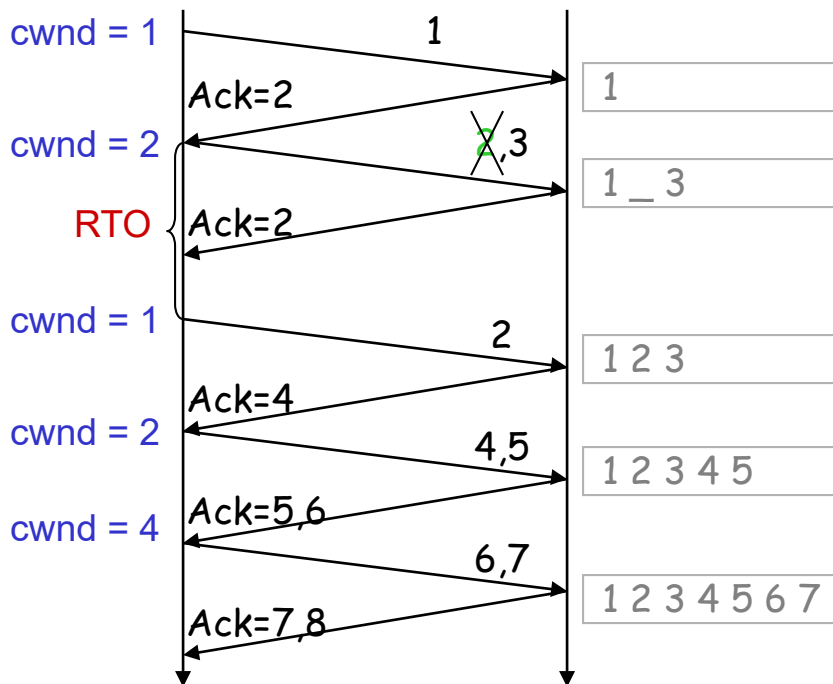 cwnd = 1
1
Ack=2
1
cwnd = 2
2,3
1 _ 3
RTO
Ack=2
cwnd = 1
2
1 2 3
Ack=4
cwnd = 2
4,5
1 2 3 4 5
Ack=5,6
cwnd = 4
6,7
1 2 3 4 5 6 7
Ack=7,8